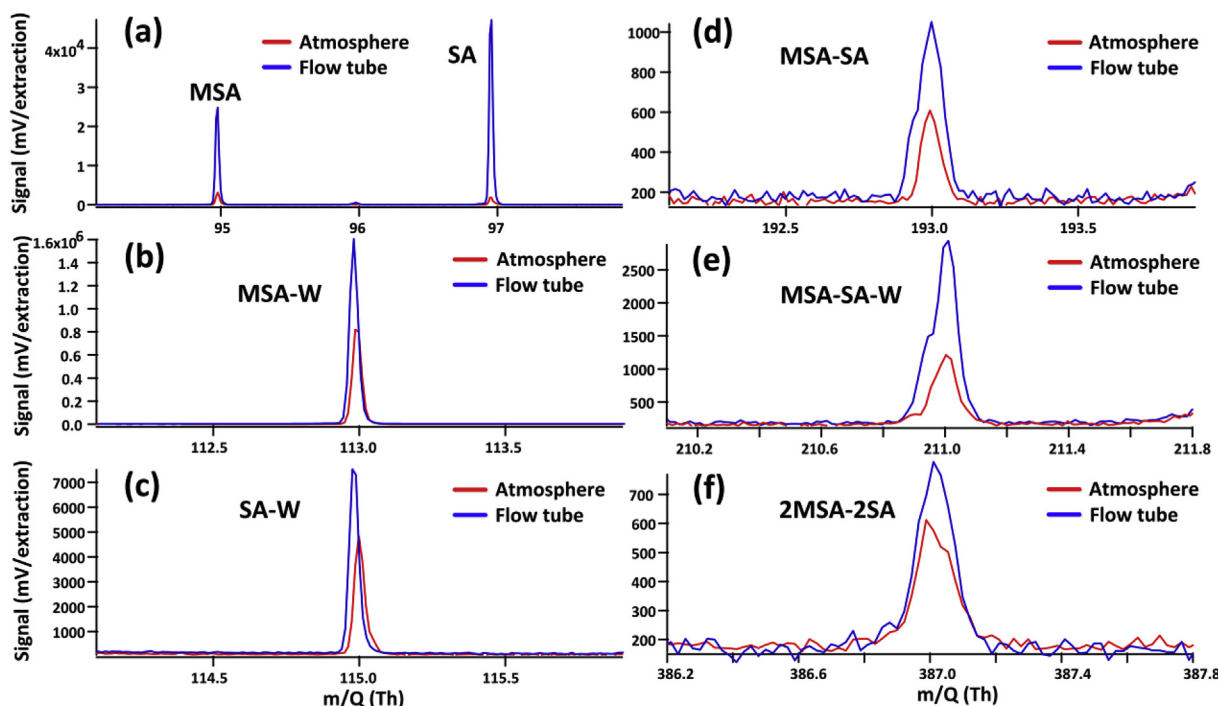 (a)
Atmosphere
Flow tube
MSA
SA
Signal (mV/extraction)
4x10⁴
3
2
1
0
95
96
97
(b)
Atmosphere
Flow tube
MSA-W
Signal (mV/extraction)
1.6x10⁶
1.4
1.2
1.0
0.8
0.6
0.4
0.2
0.0
112.5
113.0
113.5
(c)
Atmosphere
Flow tube
SA-W
Signal (mV/extraction)
7000
6000
5000
4000
3000
2000
1000
114.5
115.0
115.5
m/Q (Th)
(d)
Atmosphere
Flow tube
MSA-SA
1000
800
600
400
200
192.5
193.0
193.5
(e)
Atmosphere
Flow tube
MSA-SA-W
2500
2000
1500
1000
500
210.2
210.6
211.0
211.4
211.8
(f)
Atmosphere
Flow tube
2MSA-2SA
700
600
500
400
300
200
386.2
386.6
387.0
387.4
387.8
m/Q (Th)